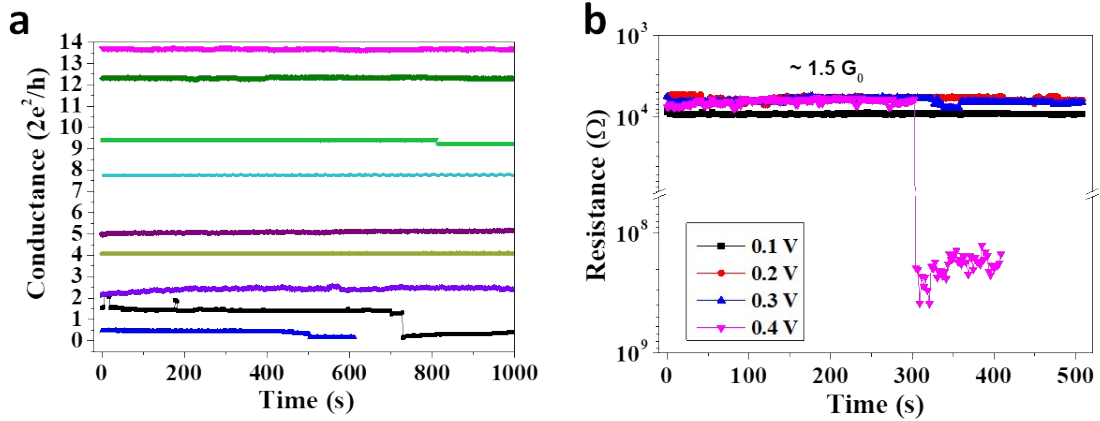 a
14
13
12
11
10
9
8
7
6
5
4
3
2
1
0
Conductance (2e²/h)
0 200 400 600 800 1000
Time (s)
b
10³
10⁴
10⁸
10⁹
Resistance (Ω)
~ 1.5 G₀
0.1 V
0.2 V
0.3 V
0.4 V
0 100 200 300 400 500
Time (s)